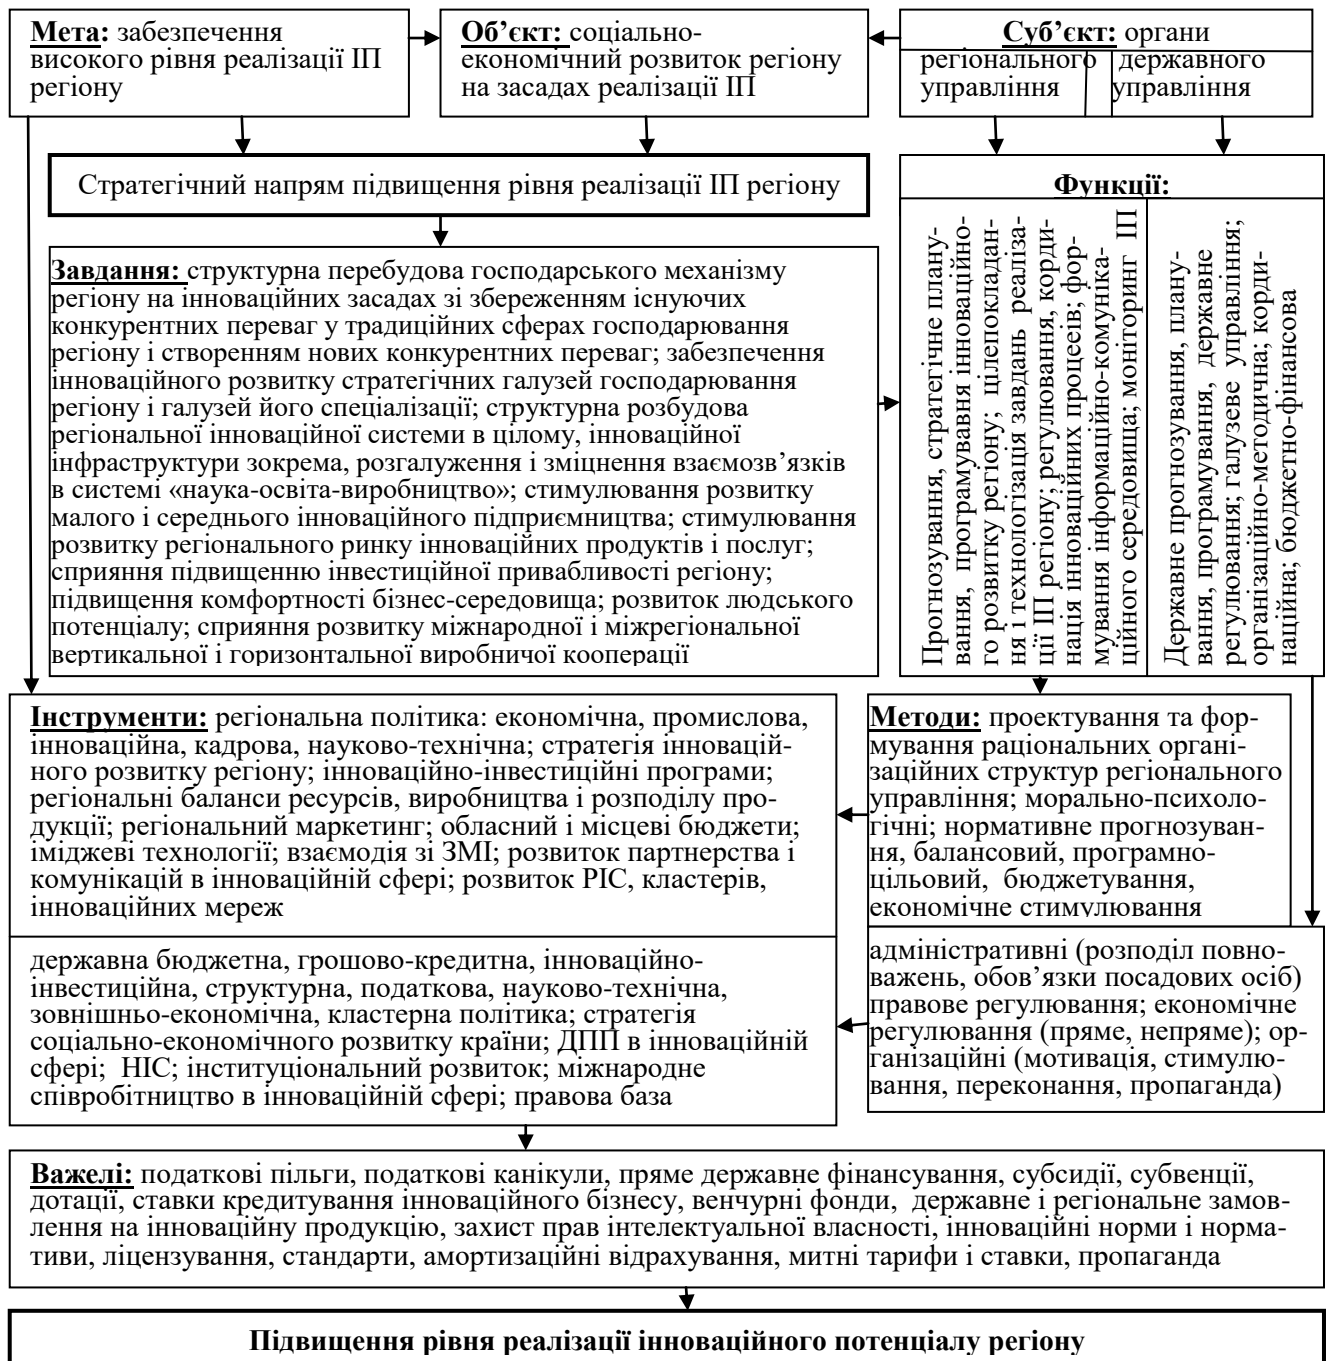 Мета: забезпечення
високого рівня реалізації ІП
регіону
Об’єкт: соціально-
економічний розвиток регіону
на засадах реалізації ІП
Суб’єкт: органи
регіонального
управління
державного
управління
Стратегічний напрям підвищення рівня реалізації ІП регіону
Функції:
Прогнозування, стратегічне плану-
вання, програмувавня інноваційно-
го розвитку регіону; цілепокладан-
ня і технологізація завдань реаліза-
ції ІП регіону; регулювання, корди-
нація інноваційних процееів; фор-
мування інформаційно-комуніка-
ційного середовища; моніторинг ІП
Державне прогнозування, плану-
вання, програмування, державне
регулювання; галузеве управління;
організаційно-методична; корди-
наційна; бюджетно-фінансова
Завдання: структурна перебудова господарського механізму
регіону на інноваційних засадах зі збереженням існуючих
конкурентних переваг у традиційних сферах господарювання
регіону і створенням нових конкурентних переваг; забезпечення
інноваційного розвитку стратегічних галузей господарювання
регіону і галузей його спеціалізації; структурна розбудова
регіональної інноваційної системи в цілому, інноваційної
інфраструктури зокрема, розгалуження і зміцнення взаємозв’язків
в системі «наука-освіта-виробництво»; стимулювання розвитку
малого і середнього інноваційного підприємництва; стимулювання
розвитку регіонального ринку інноваційних продуктів і послуг;
сприяння підвищенню інвестиційної привабливості регіону;
підвищення комфортності бізнес-середовища; розвиток людського
потенціалу; сприяння розвитку міжнародної і міжрегіональної
вертикальної і горизонтальної виробничої кооперації
Інструменти: регіональна політика: економічна, промислова,
інноваційна, кадрова, науково-технічна; стратегія інновацій-
ного розвитку регіону; інноваційно-інвестиційні програми;
регіональні баланси ресурсів, виробництва і розподілу про-
дукції; регіональний маркетинг; обласний і місцеві бюджети;
іміджеві технології; взаємодія зі ЗМІ; розвиток партнерства і
комунікацій в інноваційній сфері; розвиток РІС, кластерів,
інноваційних мереж
державна бюджетна, грошово-кредитна, інноваційно-
інвестиційна, структурна, податкова, науково-технічна,
зовнішньо-економічна, кластерна політика; стратегія
соціально-економічного розвитку країни; ДПП в інноваційній
сфері; НІС; інституціональний розвиток; міжнародне
співробітництво в інноваційній сфері; правова база
Методи: проектування та фор-
мування раціональних органі-
заційних структур регіонального
управління; морально-психоло-
гічні; нормативне прогнозуван-
ня, балансовий, програмно-
цільовий, бюджетування,
економічне стимулювання
адміністративні (розподіл повно-
важень, обов’язки посадових осіб)
правове регулювання; економічне
регулювання (пряме, непряме); ор-
ганізаційні (мотивація, стимулю-
вання, переконання, пропаганда)
Важелі: податкові пільги, податкові канікули, пряме державне фінансування, субсидії, субвенції,
дотації, ставки кредитування інноваційного бізнесу, венчурні фонди, державне і регіональне замов-
лення на інноваційну продукцію, захист прав інтелектуальної власності, інноваційні норми і норма-
тиви, ліцензування, стандарти, амортизаційні відрахування, митні тарифи і ставки, пропаганда
Підвищення рівня реалізації інноваційного потенціалу регіону